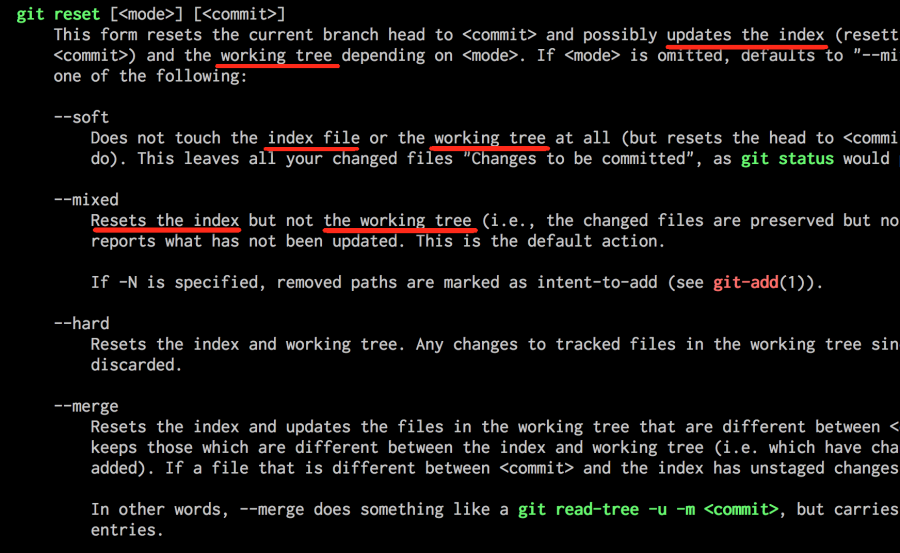 git reset [<mode>] [<commit>]
This form resets the current branch head to <commit> and possibly updates the index (resett
<commit>) and the working tree depending on <mode>. If <mode> is omitted, defaults to "--mi
one of the following:
--soft
Does not touch the index file or the working tree at all (but resets the head to <commi
do). This leaves all your changed files "Changes to be committed", as git status would
--mixed
Resets the index but not the working tree (i.e., the changed files are preserved but no
reports what has not been updated. This is the default action.
If -N is specified, removed paths are marked as intent-to-add (see git-add(1)).
--hard
Resets the index and working tree. Any changes to tracked files in the working tree sin
discarded.
--merge
Resets the index and updates the files in the working tree that are different between <
keeps those which are different between the index and working tree (i.e. which have cha
added). If a file that is different between <commit> and the index has unstaged changes
In other words, --merge does something like a git read-tree -u -m <commit>, but carries
entries.